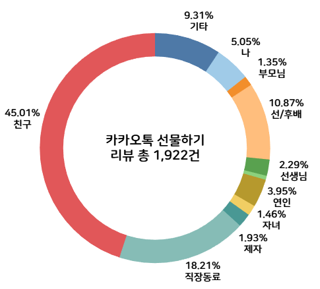 9.31%
기타
5.05%
나
1.35%
부모님
10.87%
선/후배
2.29%
선생님
3.95%
연인
1.46%
자녀
1.93%
제자
18.21%
직장동료
45.01%
친구
카카오톡 선물하기
리뷰 총 1,922건